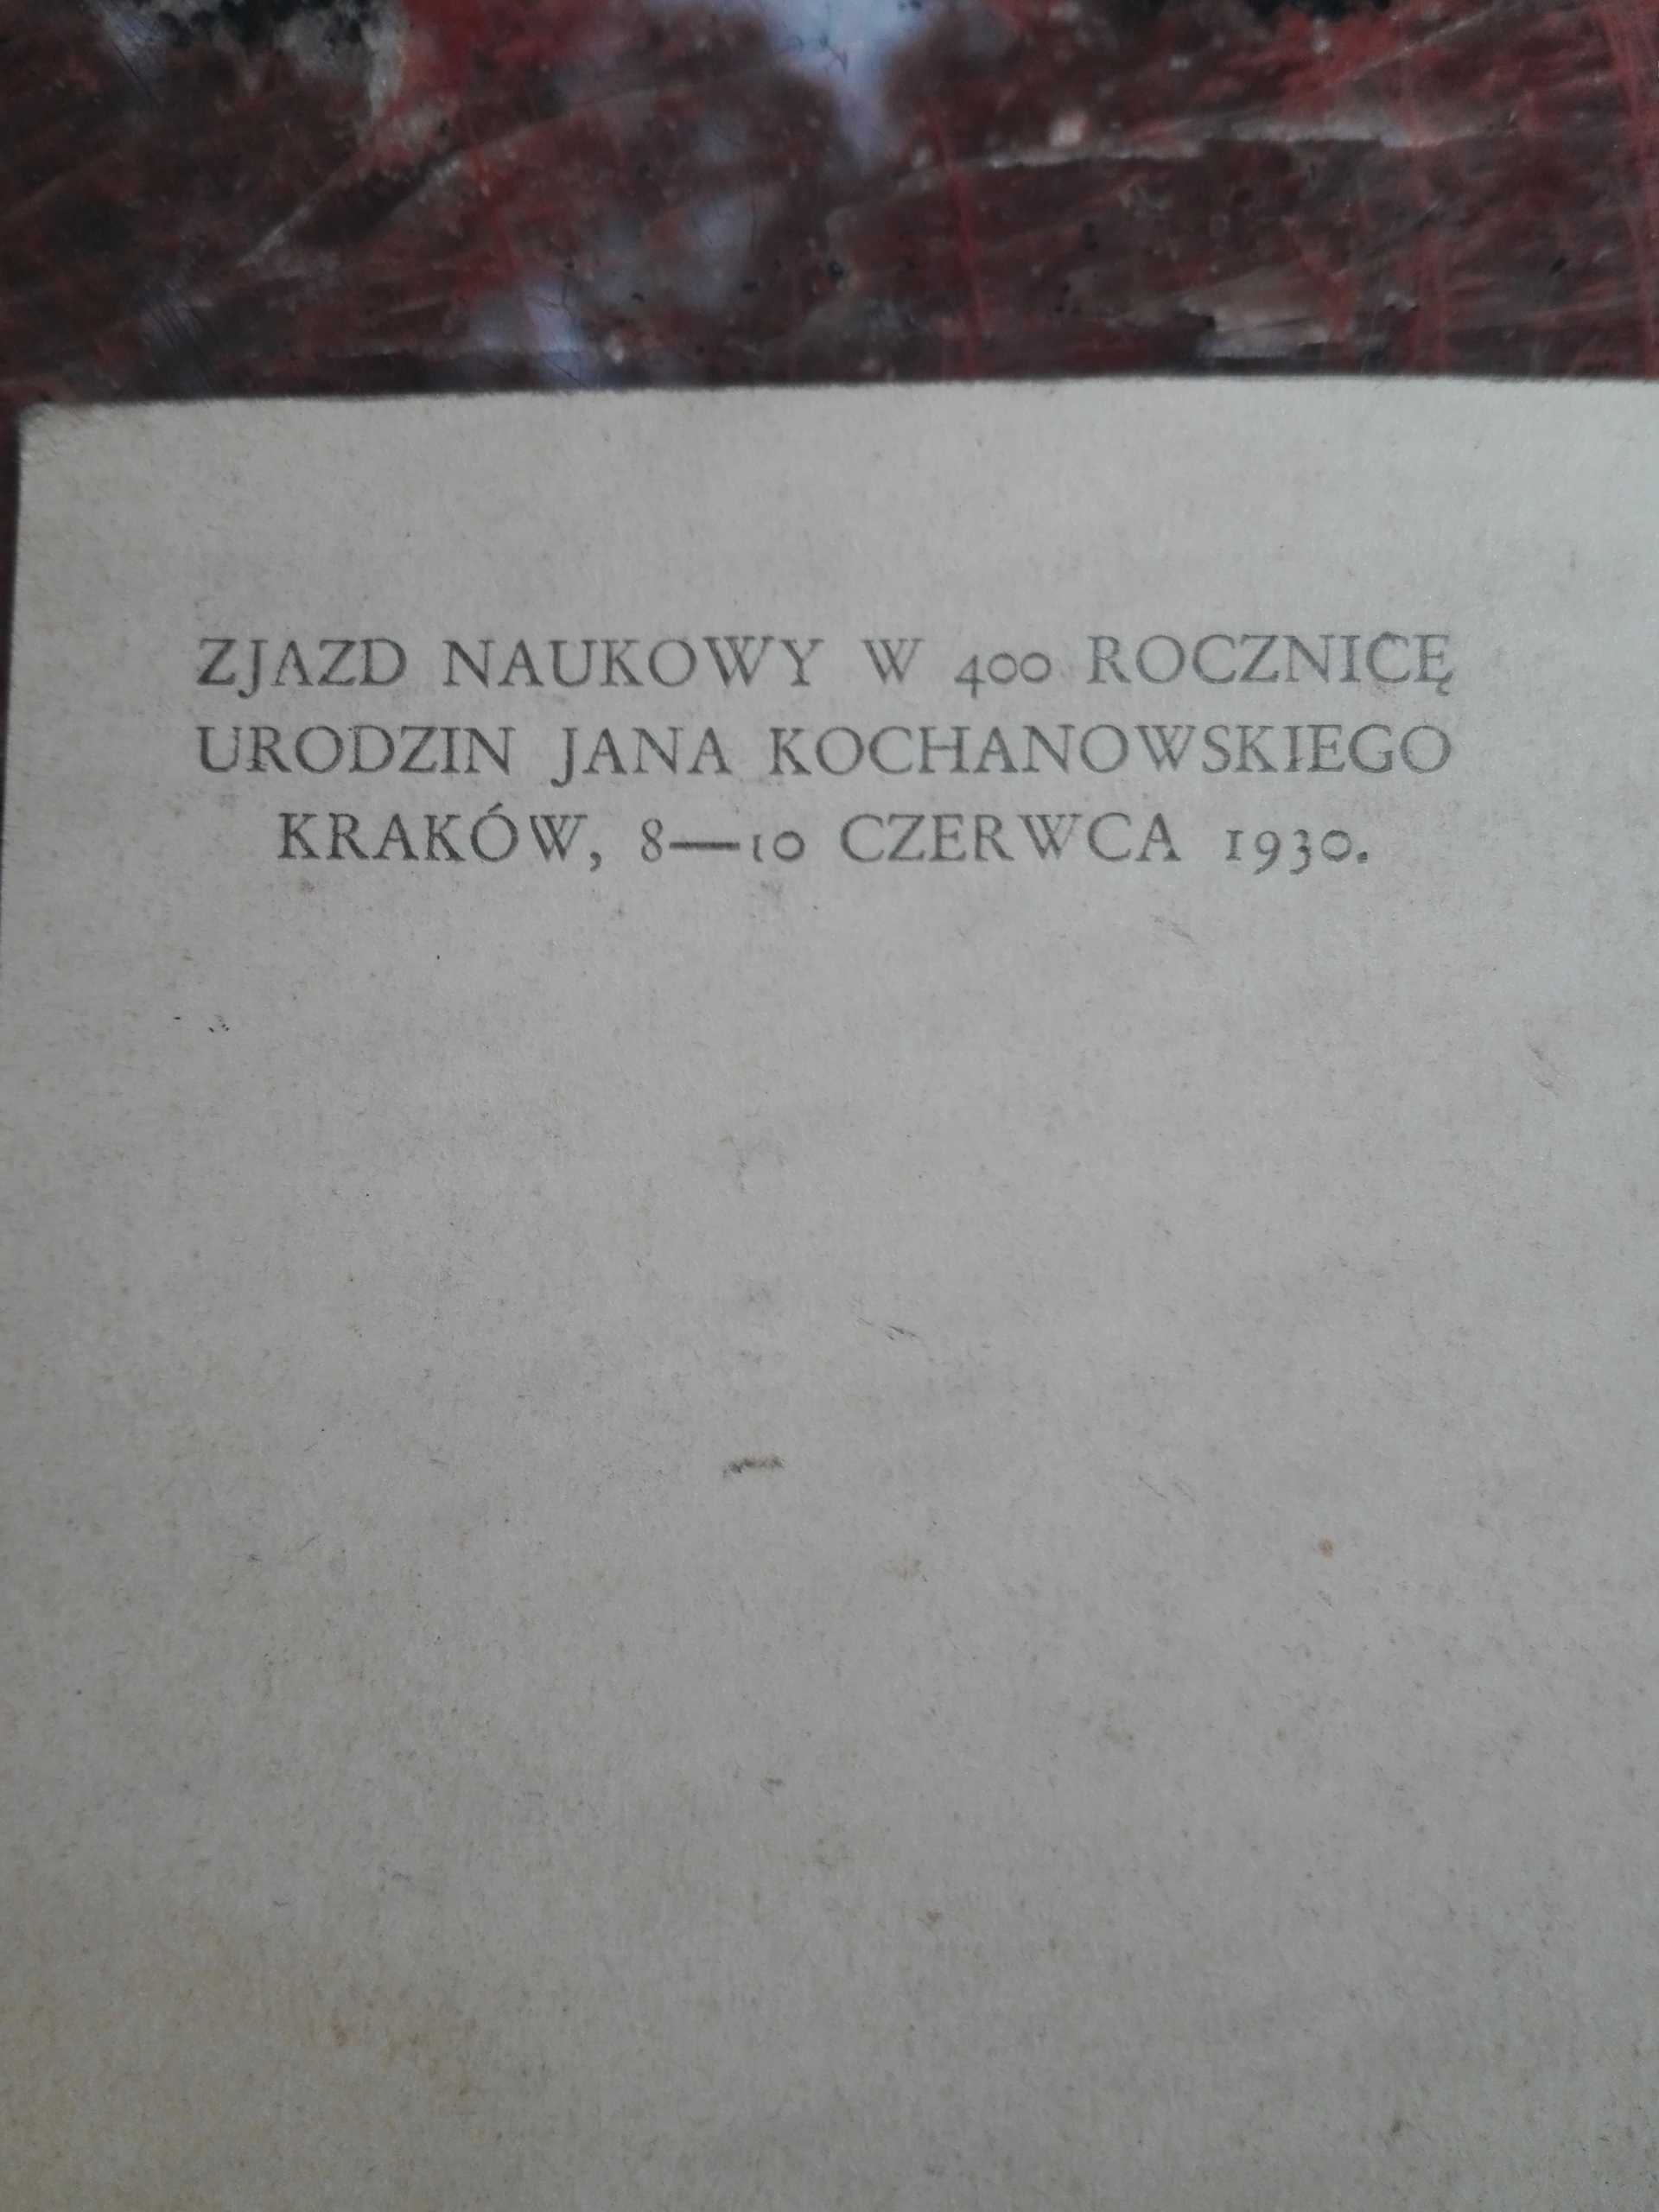 ZJAZD NAUKOWY W 400 ROCZNICĘ
URODZIN JANA KOCHANOWSKIEGO
KRAKÓW, 8—10 CZERWCA 1930.